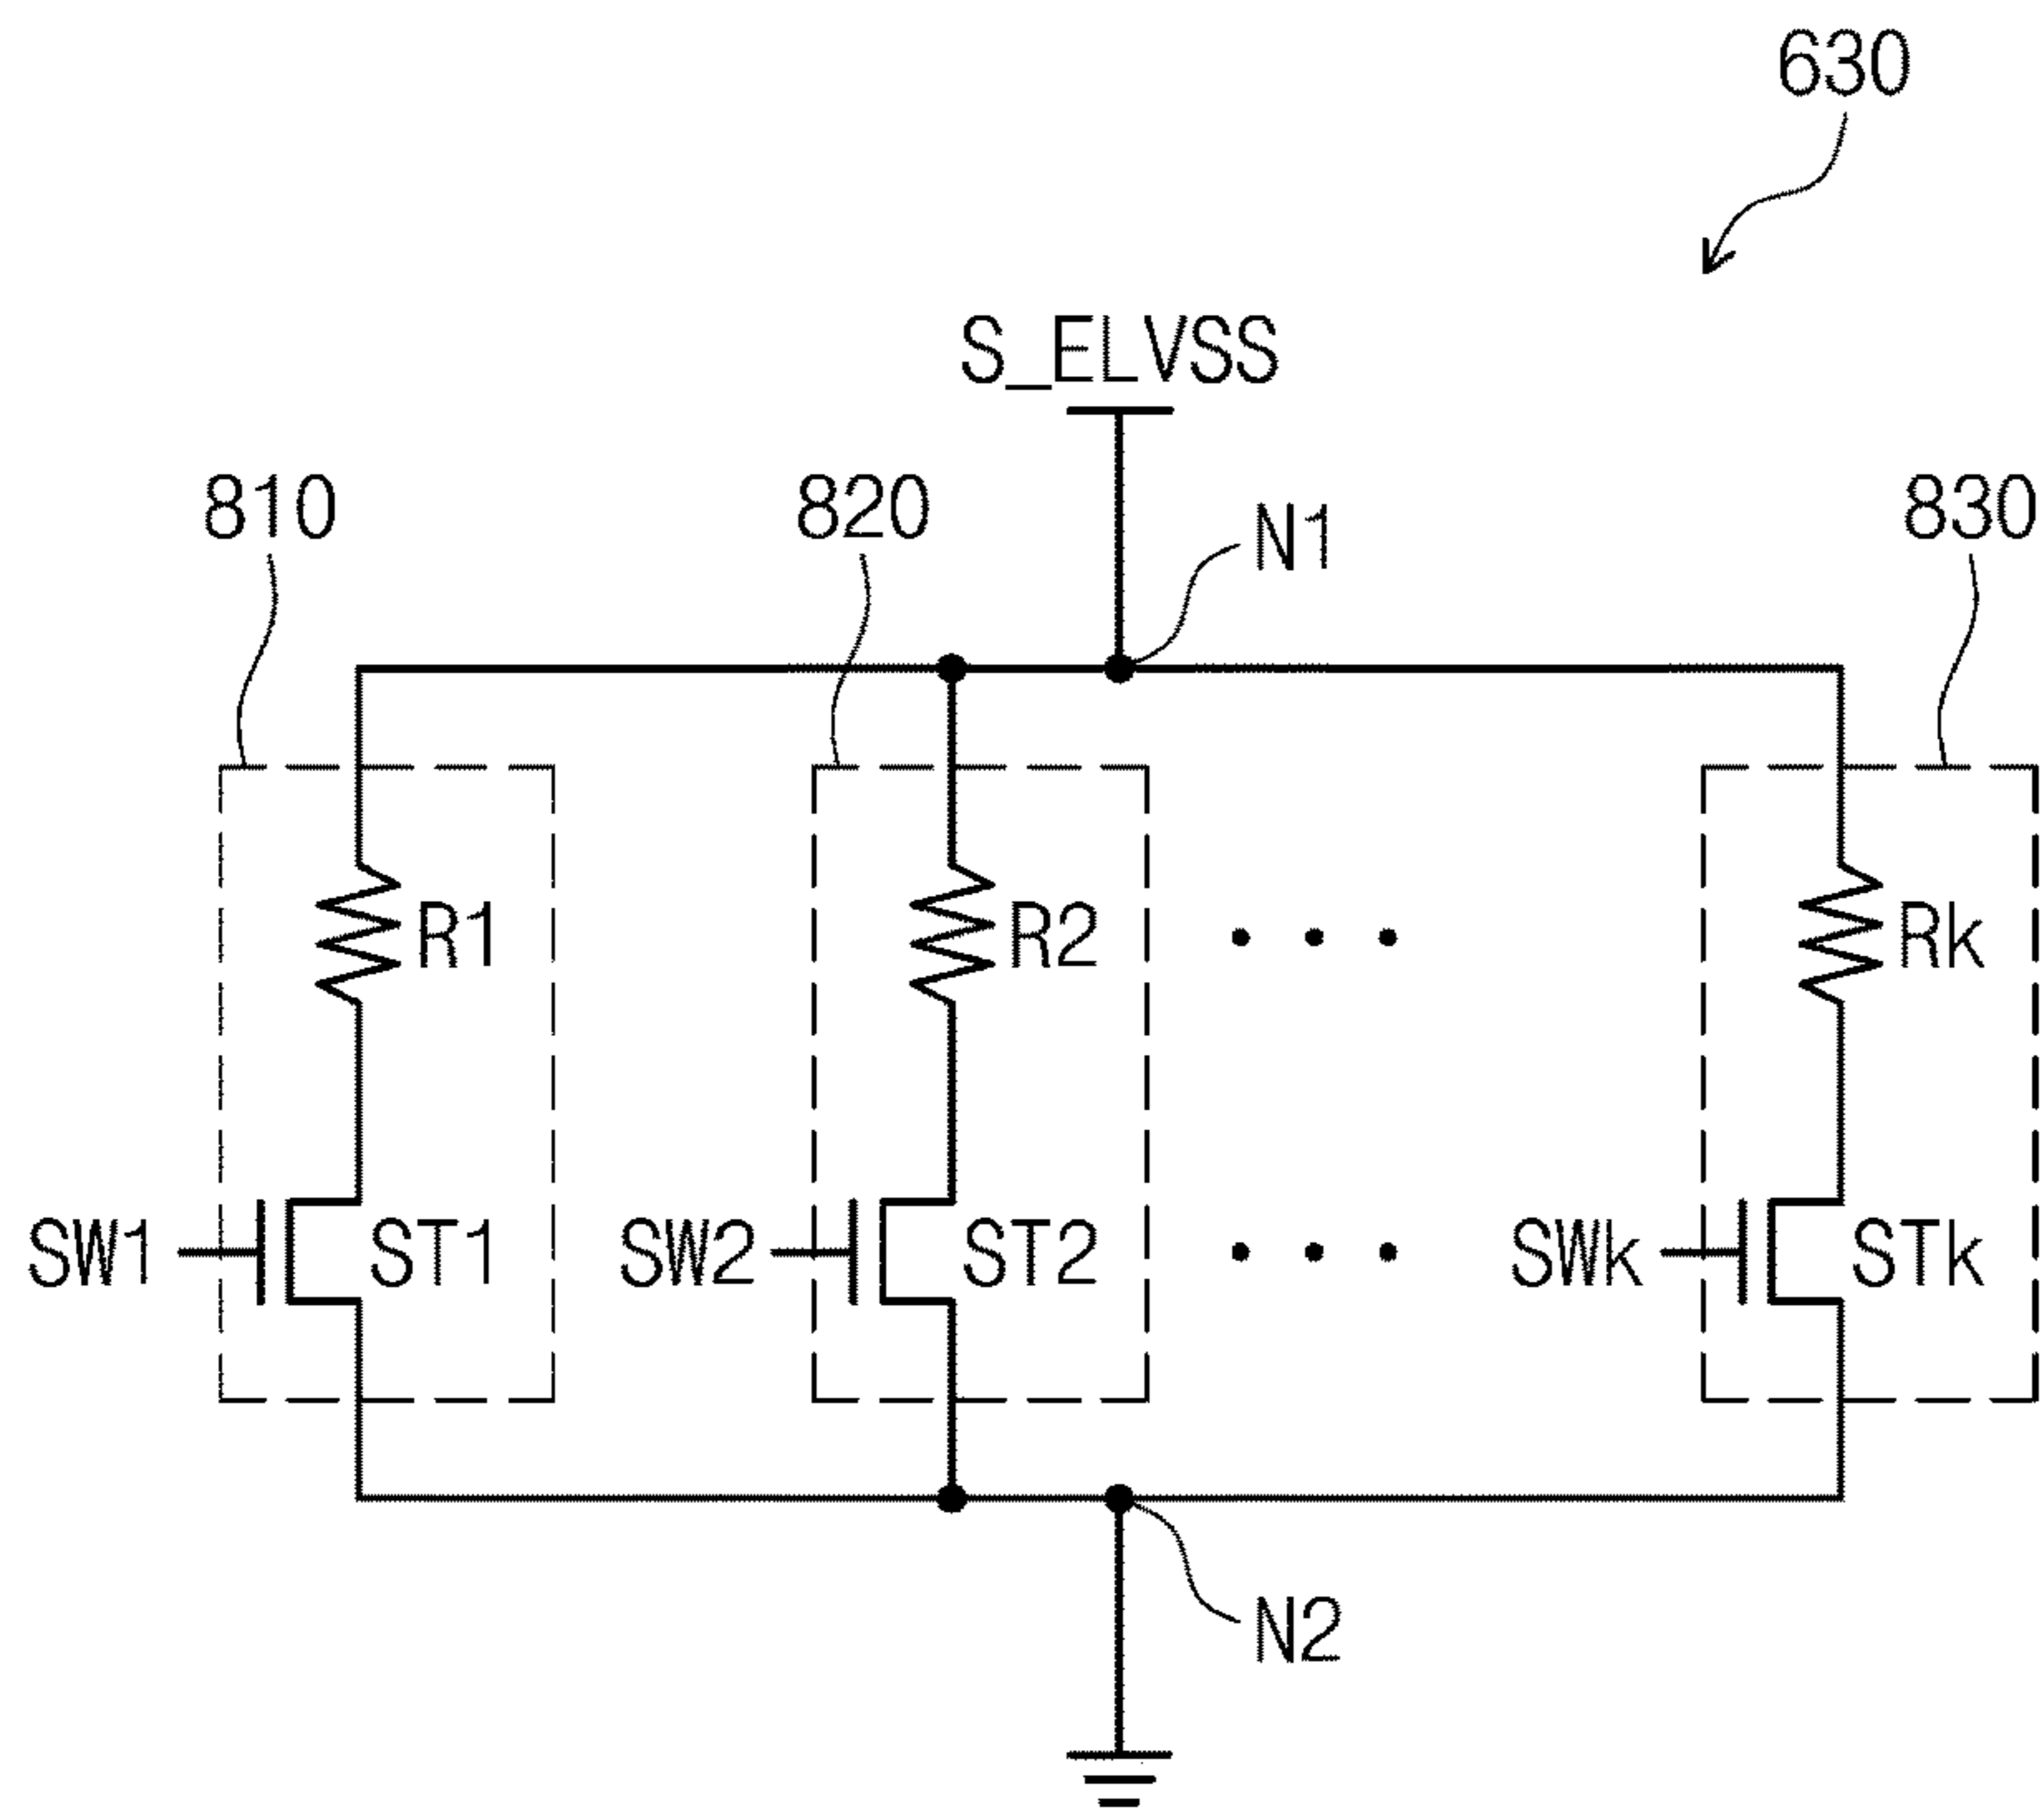 630
S_ELVSS
810
820
N1
830
R1
R2
Rk
SW1
ST1
SW2
ST2
SWk
STk
N2